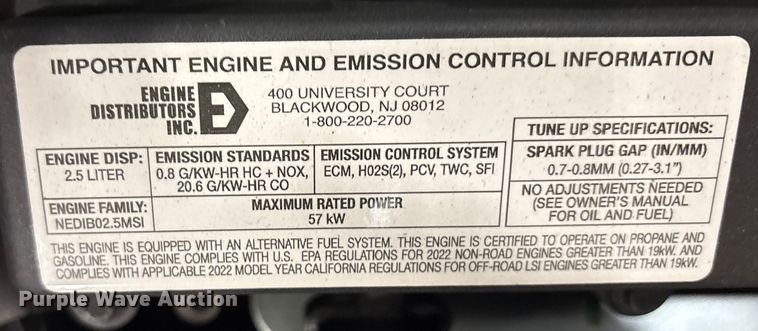 IMPORTANT ENGINE AND EMISSION CONTROL INFORMATION
ENGINE
DISTRIBUTORS
INC.
E
400 UNIVERSITY COURT
BLACKWOOD, NJ 08012
1-800-220-2700
ENGINE DISP:
2.5 LITER
EMISSION STANDARDS
0.8 G/KW-HR HC + NOX,
20.6 G/KW-HR CO
EMISSION CONTROL SYSTEM
ECM, H02S(2), PCV, TWC, SFI
ENGINE FAMILY:
NEDIB02.5MSI
MAXIMUM RATED POWER
57 kW
TUNE UP SPECIFICATIONS:
SPARK PLUG GAP (IN/MM)
0.7-0.8MM (0.27-3.1")
NO ADJUSTMENTS NEEDED
(SEE OWNER'S MANUAL
FOR OIL AND FUEL)
THIS ENGINE IS EQUIPPED WITH AN ALTERNATIVE FUEL SYSTEM. THIS ENGINE IS CERTIFIED TO OPERATE ON PROPANE AND
GASOLINE. THIS ENGINE COMPLIES WITH U.S. EPA REGULATIONS FOR 2022 NON-ROAD ENGINES GREATER THAN 19kW. AND
COMPLIES WITH APPLICABLE 2022 MODEL YEAR CALIFORNIA REGULATIONS FOR OFF-ROAD LSI ENGINES GREATER THAN 19kW.
Purple Wave Auction